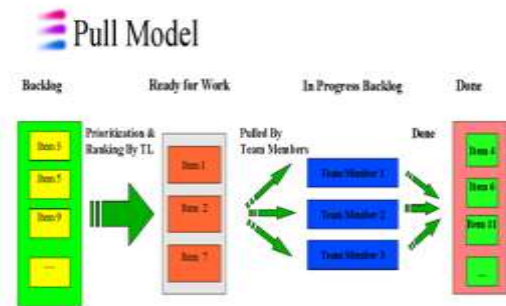 Pull Model
Backlog
Ready for Work
In Progress Backlog
Done
Prioritization &
Ranking By TL
Pulled By
Team Members
Done
Item 3
Item 5
Item 9
....
Item 1
Item 2
Item 7
Team Member 1
Team Member 2
Team Member 3
Item 4
Item 6
Item 11
....